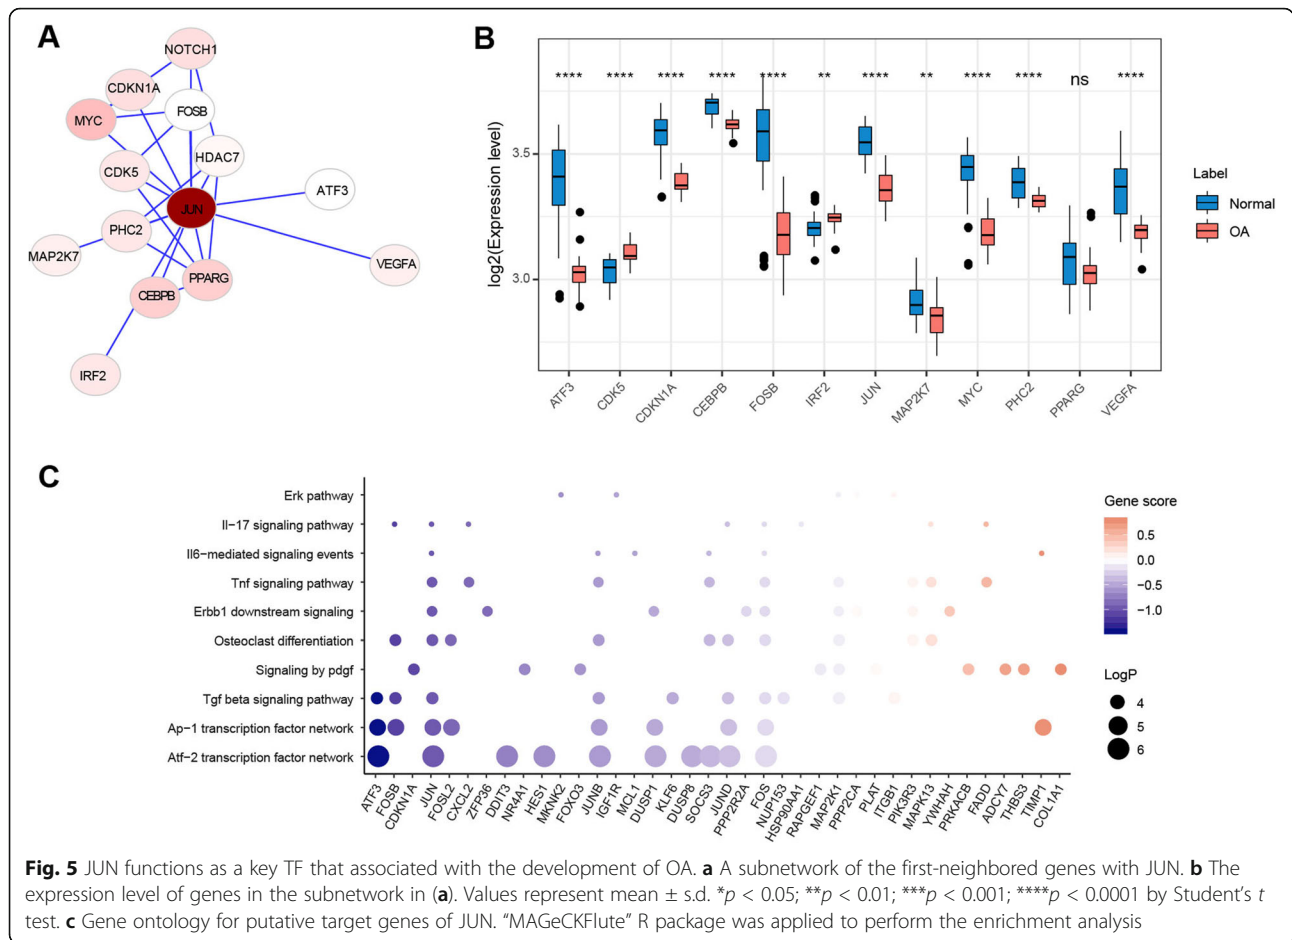 A
NOTCH1
CDKN1A
FOSB
MYC
HDAC7
CDK5
ATF3
JUN
PHC2
MAP2K7
VEGFA
PPARG
CEBPB
IRF2
B
**** **** **** **** **** ** **** ** **** **** ns ****
log2(Expression level)
3.5
3.0
ATF3 CDK5 CDKN1A CEBPB FOSB IRF2 JUN MAP2K7 MYC PHC2 PPARG VEGFA
Label
Normal
OA
C
Erk pathway
Il−17 signaling pathway
Il6−mediated signaling events
Tnf signaling pathway
Erbb1 downstream signaling
Osteoclast differentiation
Signaling by pdgf
Tgf beta signaling pathway
Ap−1 transcription factor network
Atf−2 transcription factor network
ATF3 FOSB CDKN1A JUN FOSL2 CXCL2 ZFP36 DDIT3 NR4A1 HES1 MKNK2 FOXO3 JUNB IGF1R MCL1 DUSP1 KLF6 DUSP8 SOCS3 JUND PPP2R2A FOS NUP153 HSP90AA1 RAPGEF1 MAP2K1 PPP2CA PLAT ITGB1 PIK3R3 MAPK13 YWHAH PRKACB FADD ADCY7 THBS3 TIMP1 COL1A1
Gene score
0.5
0.0
−0.5
−1.0
LogP
4
5
6
Fig. 5 JUN functions as a key TF that associated with the development of OA. a A subnetwork of the first-neighbored genes with JUN. b The
expression level of genes in the subnetwork in (a). Values represent mean ± s.d. *p < 0.05; **p < 0.01; ***p < 0.001; ****p < 0.0001 by Student's t
test. c Gene ontology for putative target genes of JUN. "MAGeCKFlute" R package was applied to perform the enrichment analysis